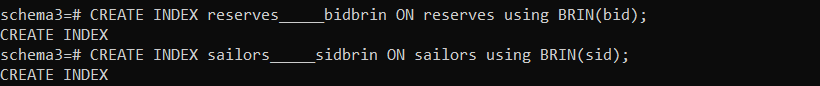 schema3=# CREATE INDEX reserves_____bidbrin ON reserves using BRIN(bid);
CREATE INDEX
schema3=# CREATE INDEX sailors_____sidbrin ON sailors using BRIN(sid);
CREATE INDEX